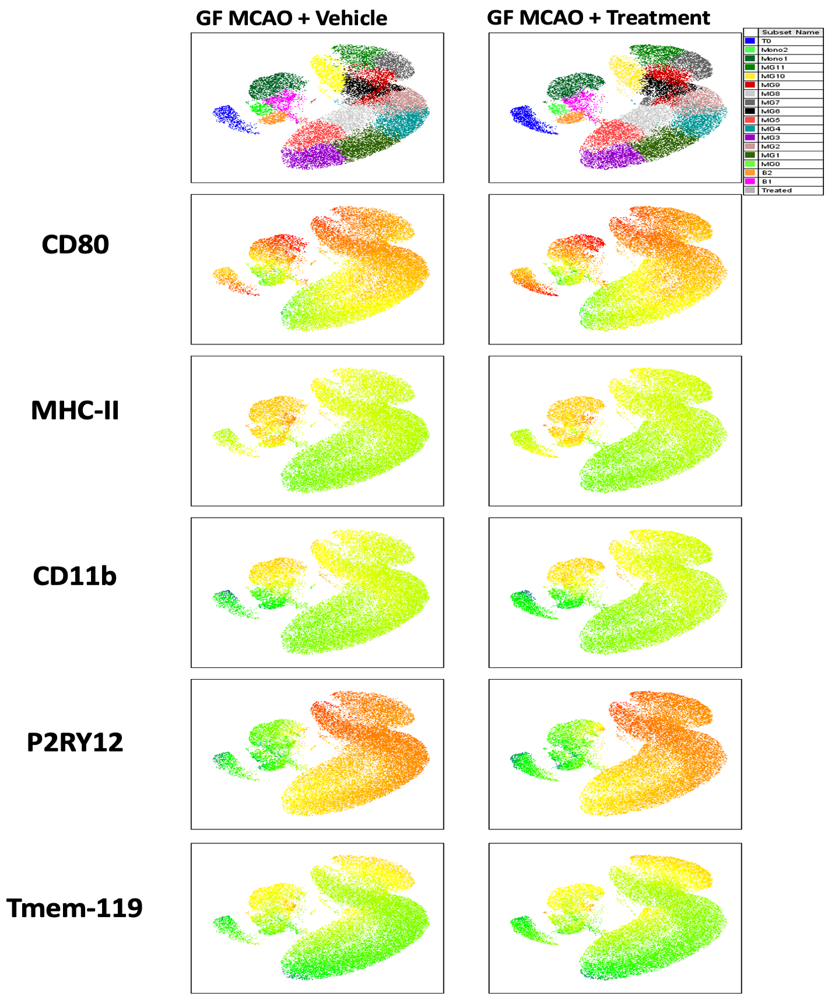 GF MCAO + Vehicle
GF MCAO + Treatment
Subset Name
T0
Mono2
Mono1
MG11
MG10
MG9
MG8
MG7
MG6
MG5
MG4
MG3
MG2
MG1
MG0
B2
B1
Treated
CD80
MHC-II
CD11b
P2RY12
Tmem-119